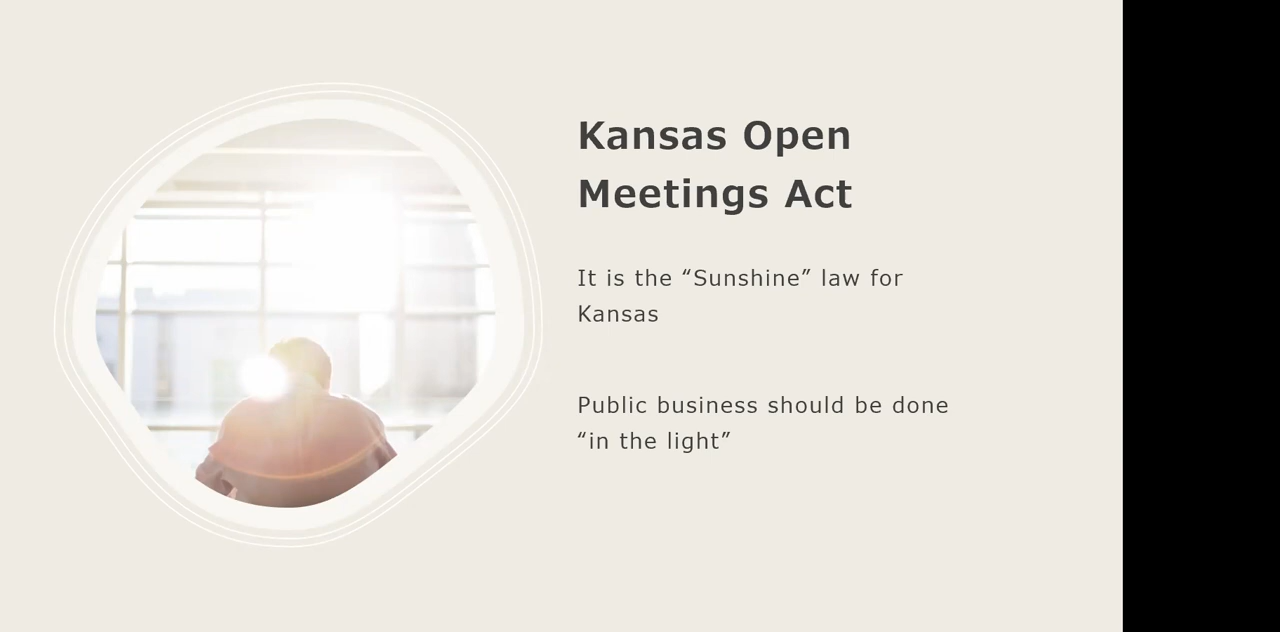 Kansas Open
Meetings Act
It is the “Sunshine” law for
Kansas
Public business should be done
“in the light”